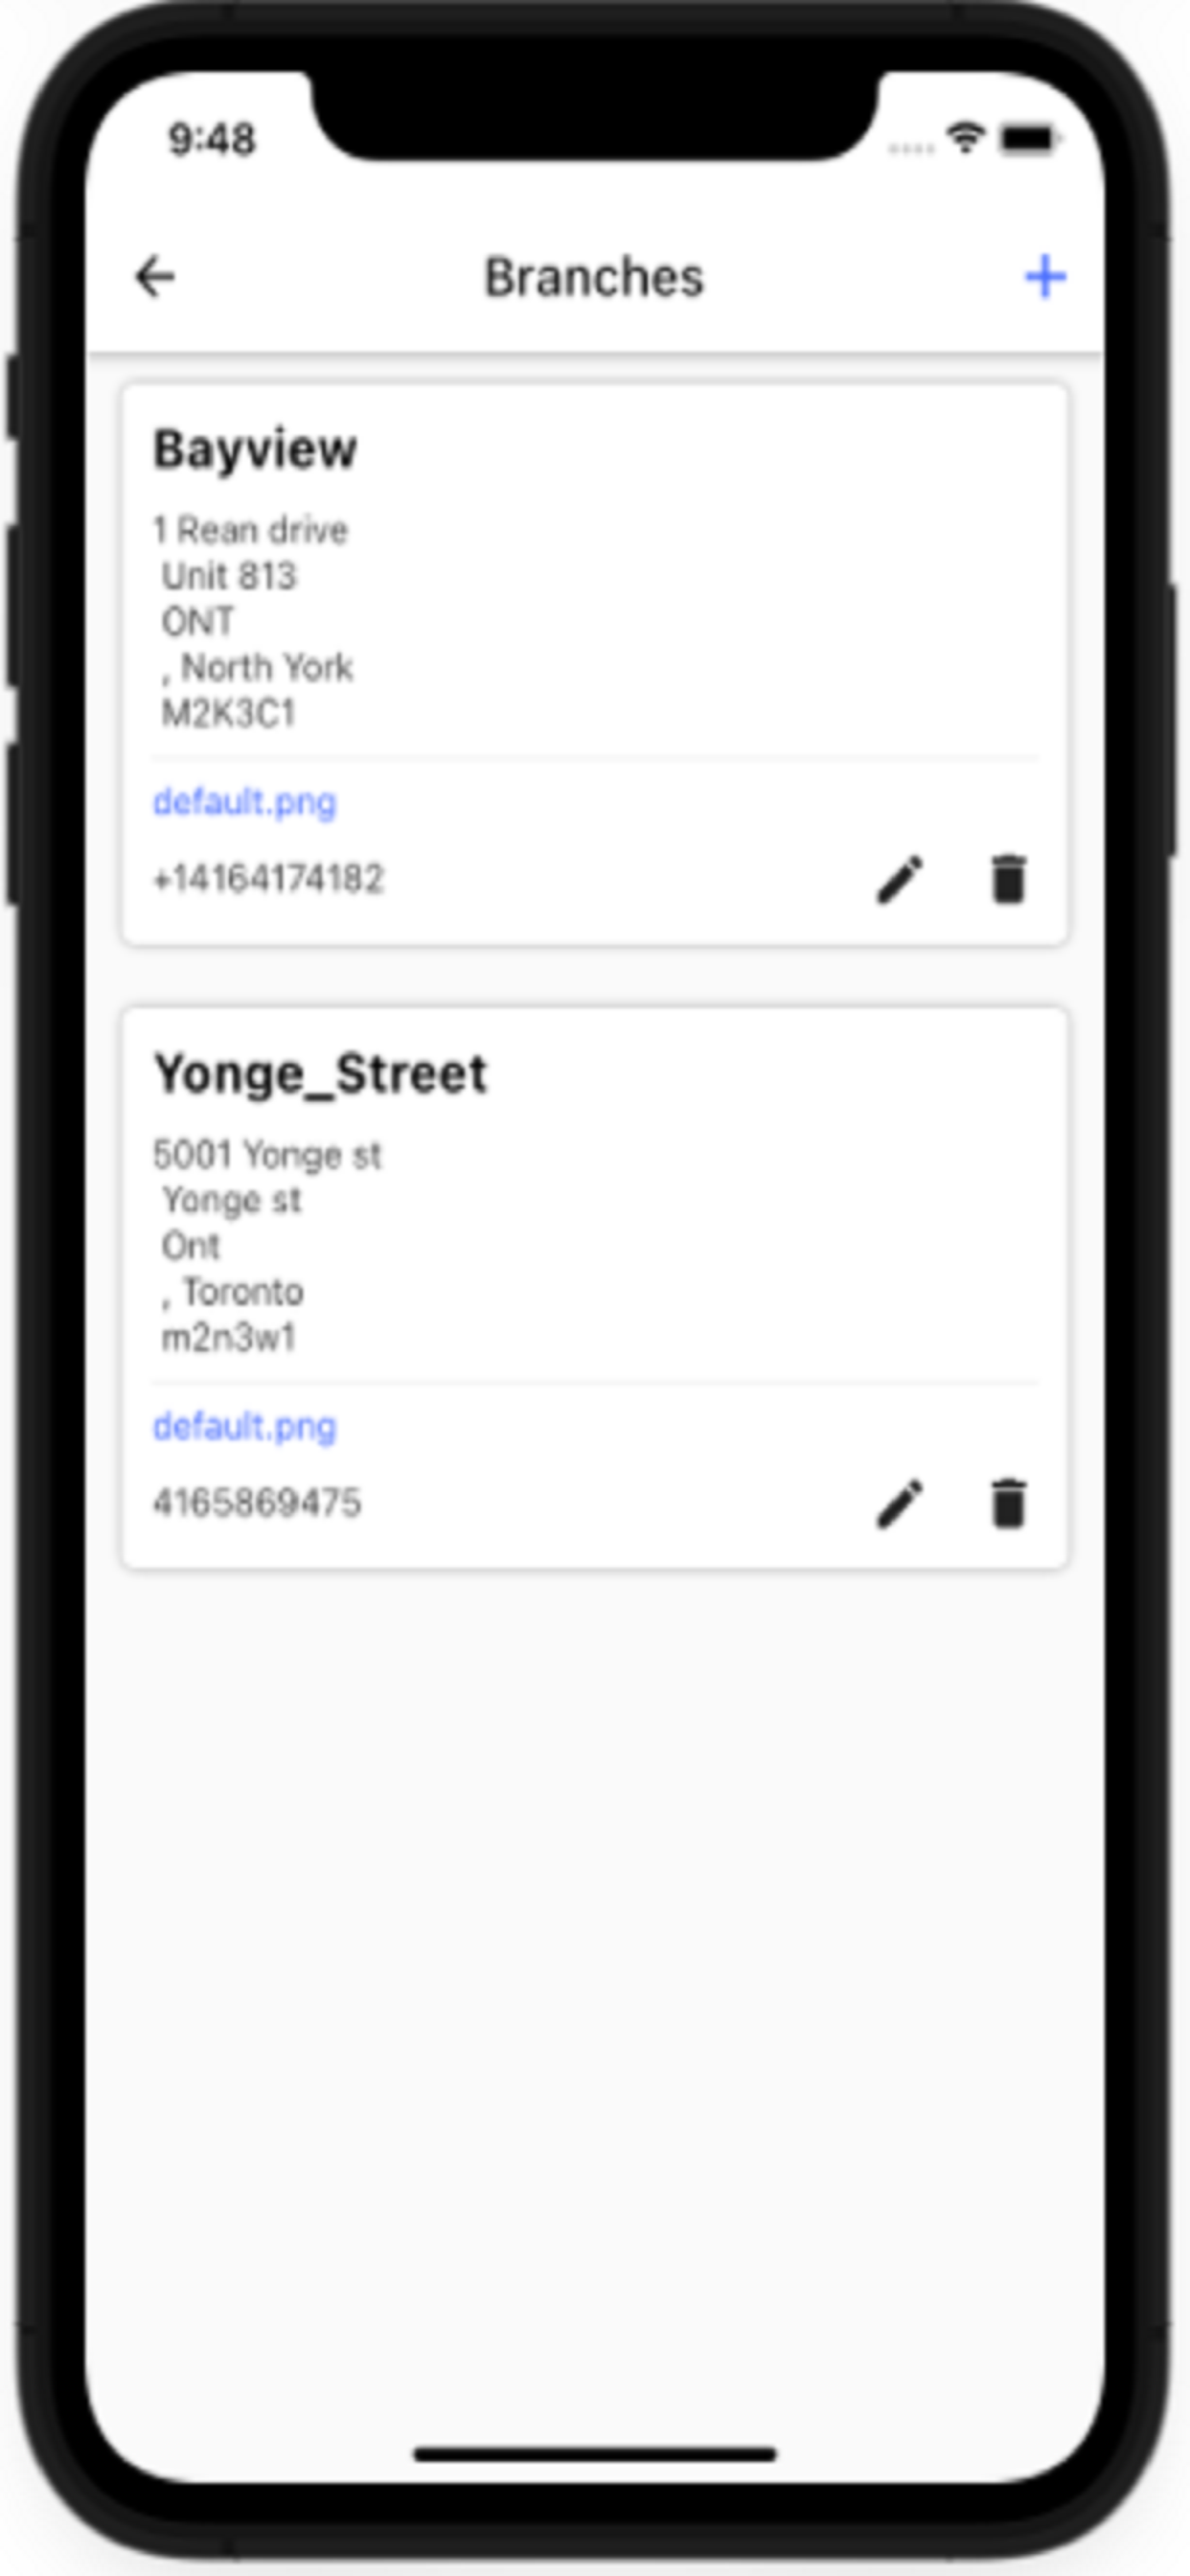 9:48
Branches
Bayview
1 Rean drive
Unit 813
ONT
, North York
M2K3C1
default.png
+14164174182
Yonge_Street
5001 Yonge st
Yonge st
Ont
, Toronto
m2n3w1
default.png
4165869475